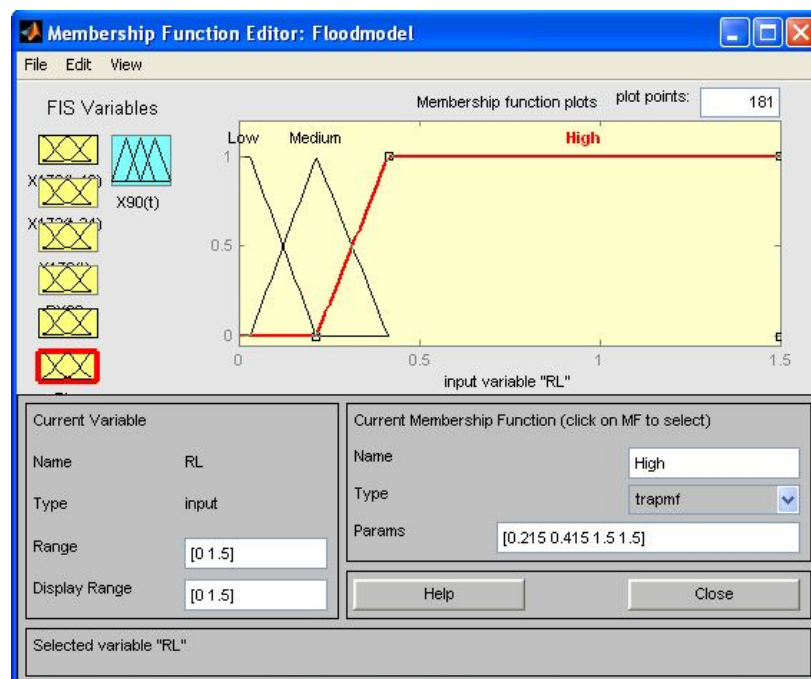 Membership Function Editor: Floodmodel
File Edit View
FIS Variables
Membership function plots plot points: 181
X90(t)
Low Medium High
1
0.5
0
0 0.5 1 1.5
input variable "RL"
Current Variable
Name RL
Type input
Range [0 1.5]
Display Range [0 1.5]
Current Membership Function (click on MF to select)
Name High
Type trapmf
Params [0.215 0.415 1.5 1.5]
Help Close
Selected variable "RL"